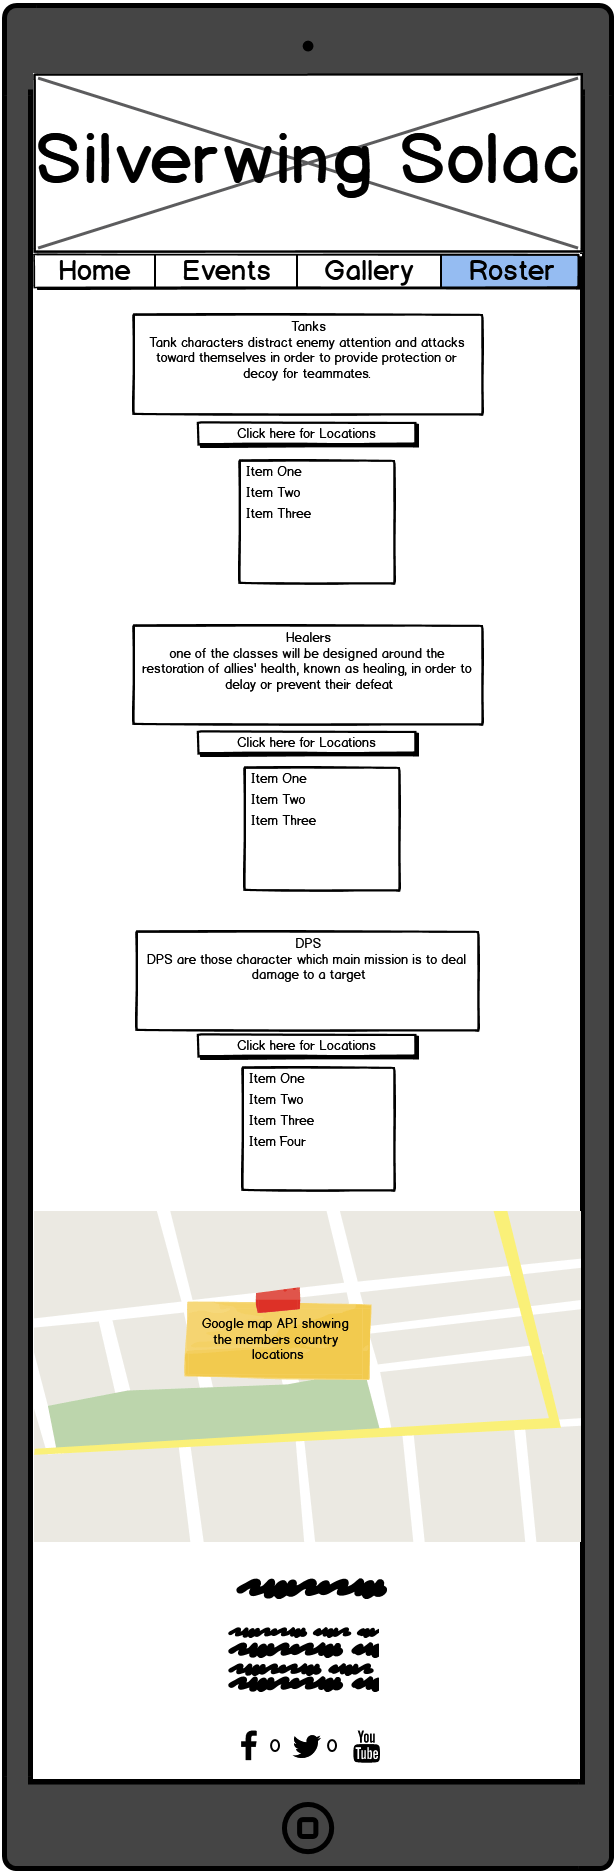 Silverwing Solac
Home Events Gallery Roster
Tanks
Tank characters distract enemy attention and attacks
toward themselves in order to provide protection or
decoy for teammates.
Click here for Locations
Item One
Item Two
Item Three
Healers
one of the classes will be designed around the
restoration of allies' health, known as healing, in order to
delay or prevent their defeat
Click here for Locations
Item One
Item Two
Item Three
DPS
DPS are those character which main mission is to deal
damage to a target
Click here for Locations
Item One
Item Two
Item Three
Item Four
Google map API showing
the members country
locations
f 0 0 You
Tube